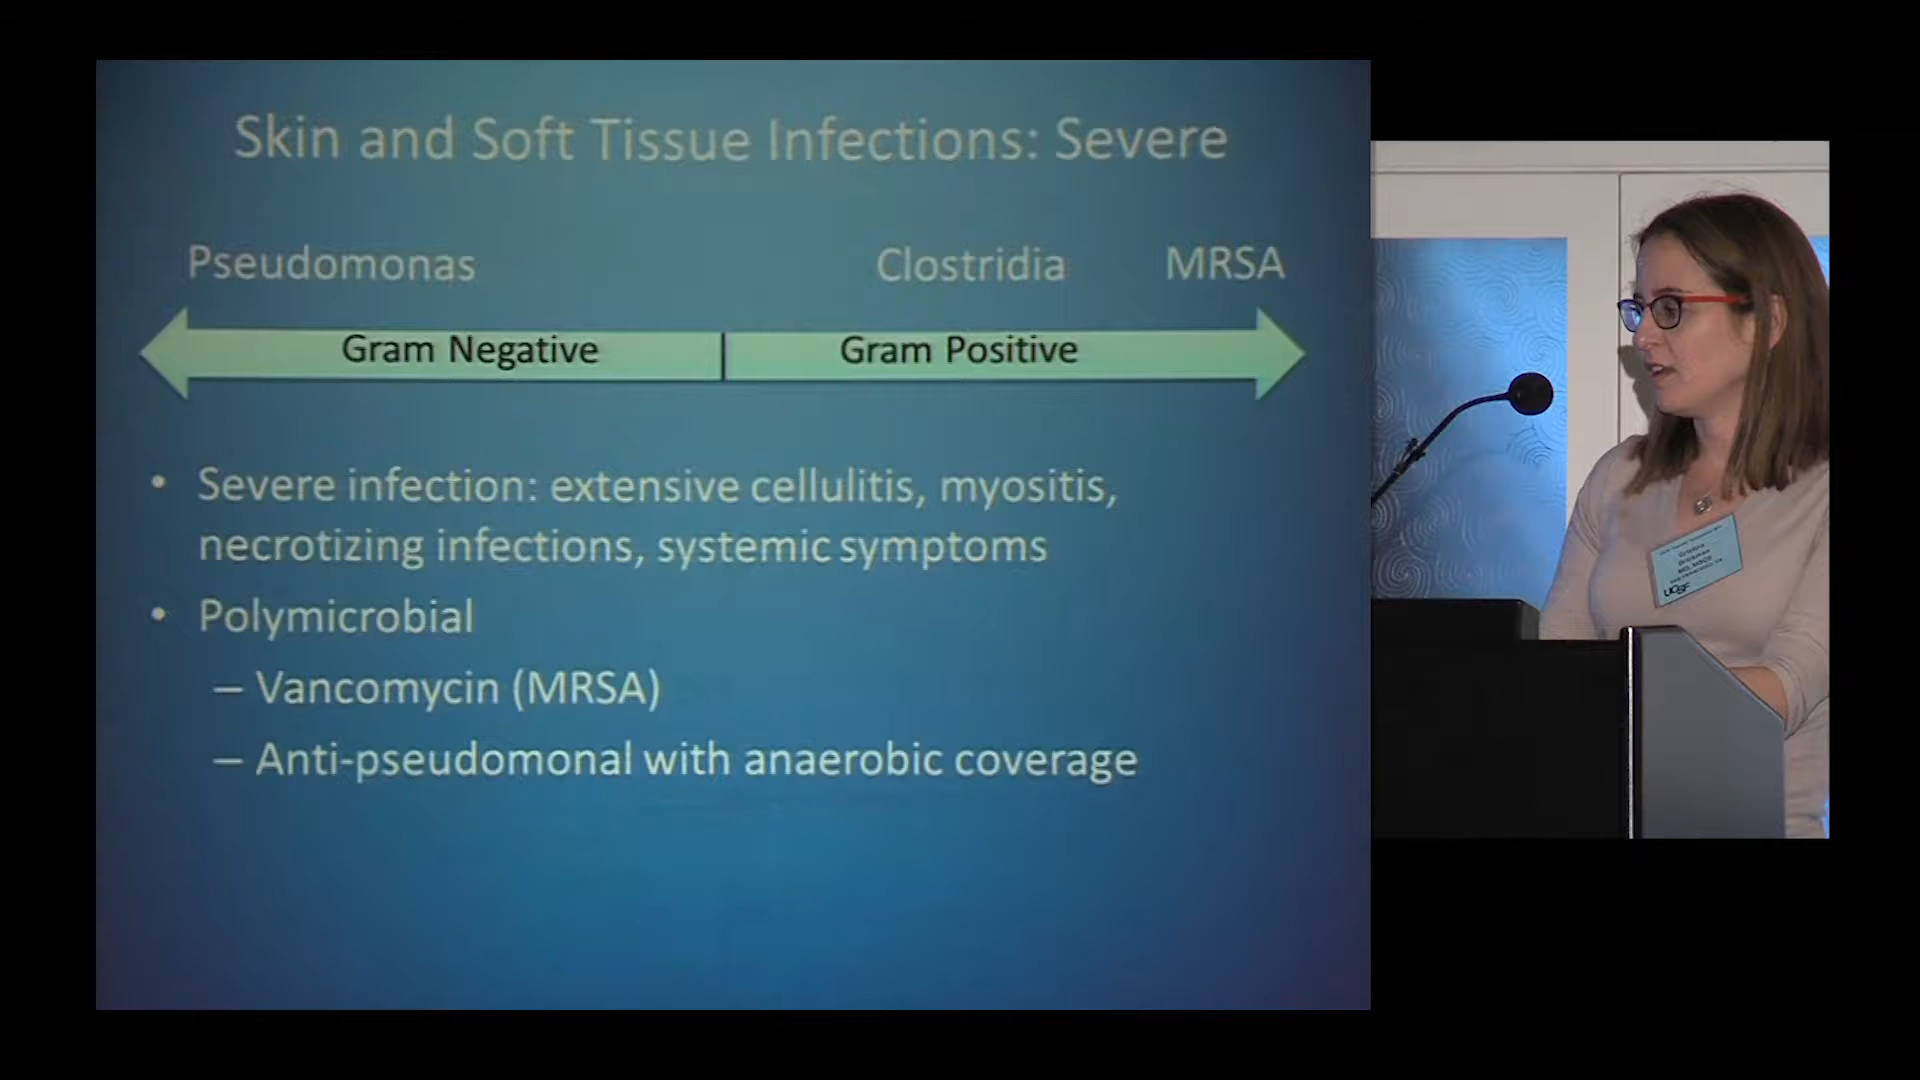 Skin and Soft Tissue Infections: Severe
Pseudomonas Clostridia MRSA
Gram Negative Gram Positive
• Severe infection: extensive cellulitis, myositis,
necrotizing infections, systemic symptoms
• Polymicrobial
– Vancomycin (MRSA)
– Anti-pseudomonal with anaerobic coverage
UCSF